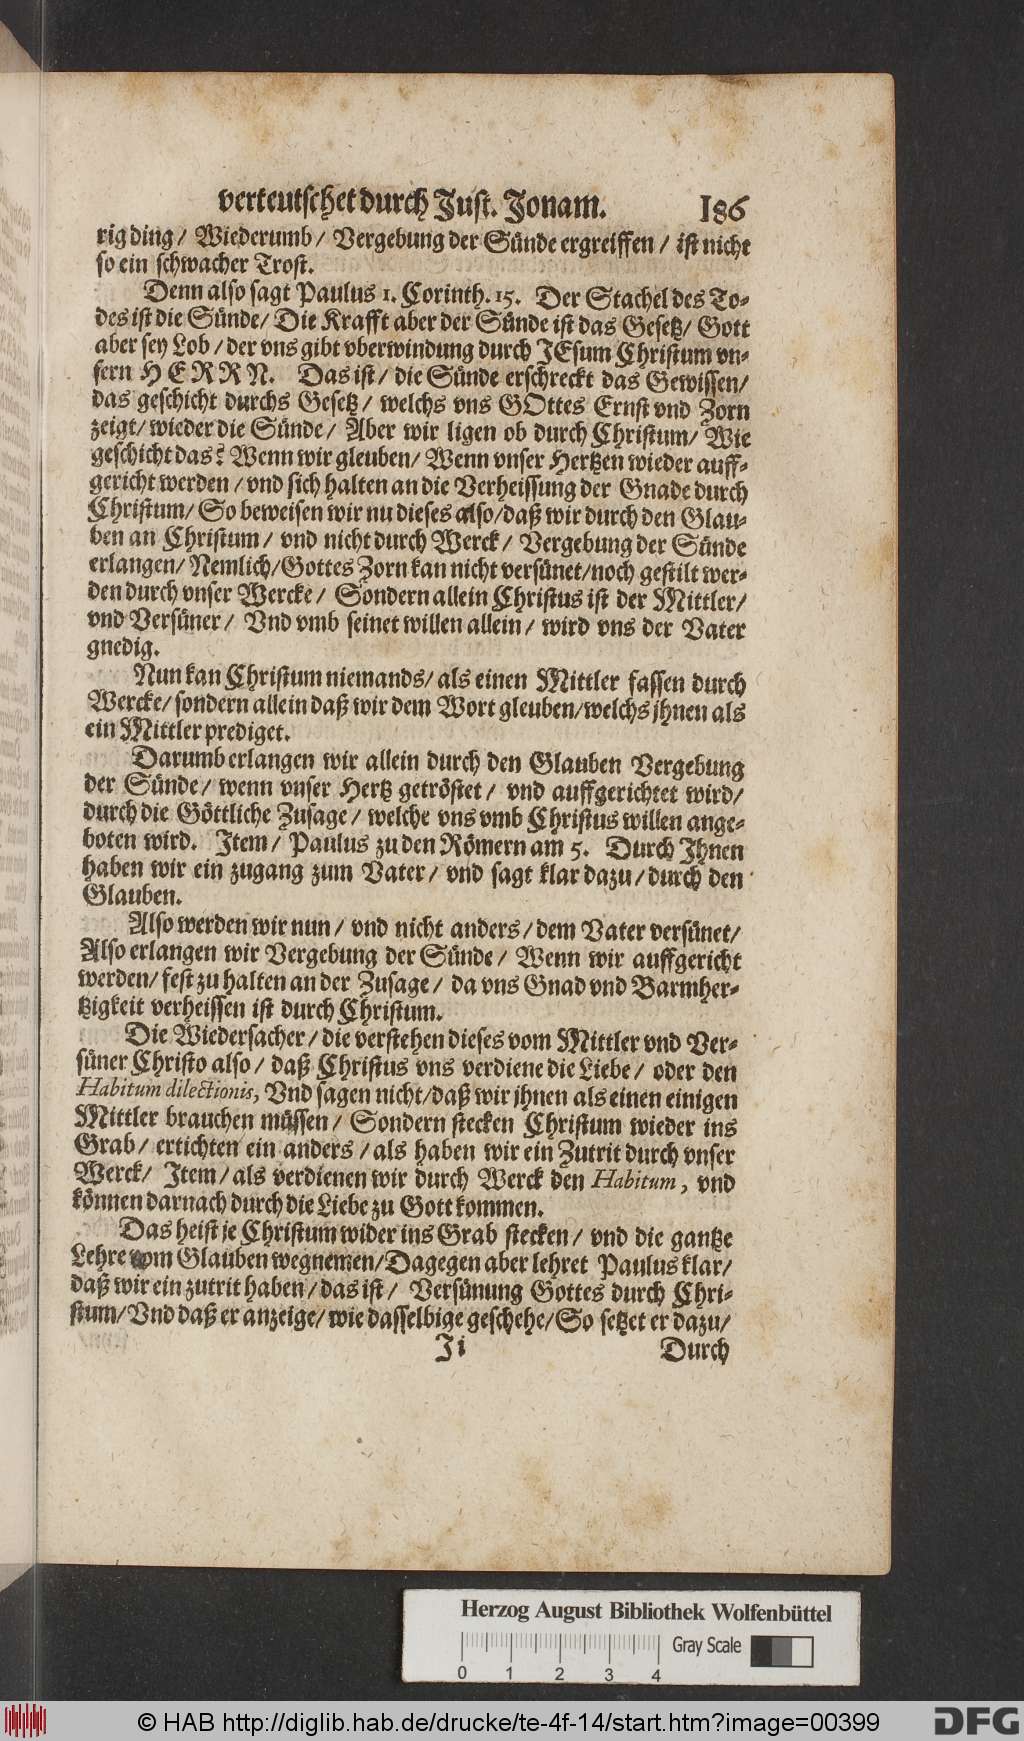 verteutschet durch Just. Jonam. 186
rig ding / Wiederumb / Vergebung der Sünde ergreiffen / ist nicht
so ein schwacher Trost.
Denn also sagt Paulus 1. Corinth. 15. Der Stachel des To-
des ist die Sünde / Die Krafft aber der Sünde ist das Gesetz / Gott
aber sey Lob / der vns gibt vberwindung durch JEsum Christum vn-
sern HERRN. Das ist / die Sünde erschreckt das Gewissen /
das geschicht durchs Gesetz / welchs vns GOttes Ernst vnd Zorn
zeigt / wieder die Sünde / Aber wir ligen ob durch Christum / Wie
geschicht das? Wenn wir gleuben / Wenn vnser Hertzen wieder auff-
gericht werden / vnd sich halten an die Verheissung der Gnade durch
Christum / So beweisen wir nu dieses also / daß wir durch den Glau-
ben an Christum / vnd nicht durch Werck / Vergebung der Sünde
erlangen / Nemlich / Gottes Zorn kan nicht versünet / noch gestilt wer-
den durch vnser Wercke / Sondern allein Christus ist der Mittler /
vnd Versüner / Vnd vmb seinet willen allein / wird vns der Vater
gnedig.
Nun kan Christum niemands / als einen Mittler fassen durch
Wercke / sondern allein daß wir dem Wort gleuben / welchs jhnen als
ein Mittler prediget.
Darumb erlangen wir allein durch den Glauben Vergebung
der Sünde / wenn vnser Hertz getröstet / vnd auffgerichtet wird /
durch die Göttliche Zusage / welche vns vmb Christus willen ange-
boten wird. Item / Paulus zu den Römern am 5. Durch Ihnen
haben wir ein zugang zum Vater / vnd sagt klar dazu / durch den
Glauben.
Also werden wir nun / vnd nicht anders / dem Vater versünet /
Also erlangen wir Vergebung der Sünde / Wenn wir auffgericht
werden / fest zu halten an der Zusage / da vns Gnad vnd Barmher-
tzigkeit verheissen ist durch Christum.
Die Wiedersacher / die verstehen dieses vom Mittler vnd Ver-
süner Christo also / daß Christus vns verdiene die Liebe / oder den
Habitum dilectionis, Vnd sagen nicht / daß wir jhnen als einen einigen
Mittler brauchen müssen / Sondern stecken Christum wieder ins
Grab / ertichten ein anders / als haben wir ein Zutrit durch vnser
Werck / Item / als verdienen wir durch Werck den Habitum, vnd
können darnach durch die Liebe zu Gott kommen.
Das heist je Christum wider ins Grab stecken / vnd die gantze
Lehre vom Glauben wegnemen / Dagegen aber lehret Paulus klar /
daß wir ein zutrit haben / das ist / Versünung Gottes durch Chri-
stum / Vnd daß er anzeige / wie dasselbige geschehe / So setzet er dazu /
Ji Durch
Herzog August Bibliothek Wolfenbüttel
Gray Scale
0 1 2 3 4
© HAB http://diglib.hab.de/drucke/te-4f-14/start.htm?image=00399
DFG